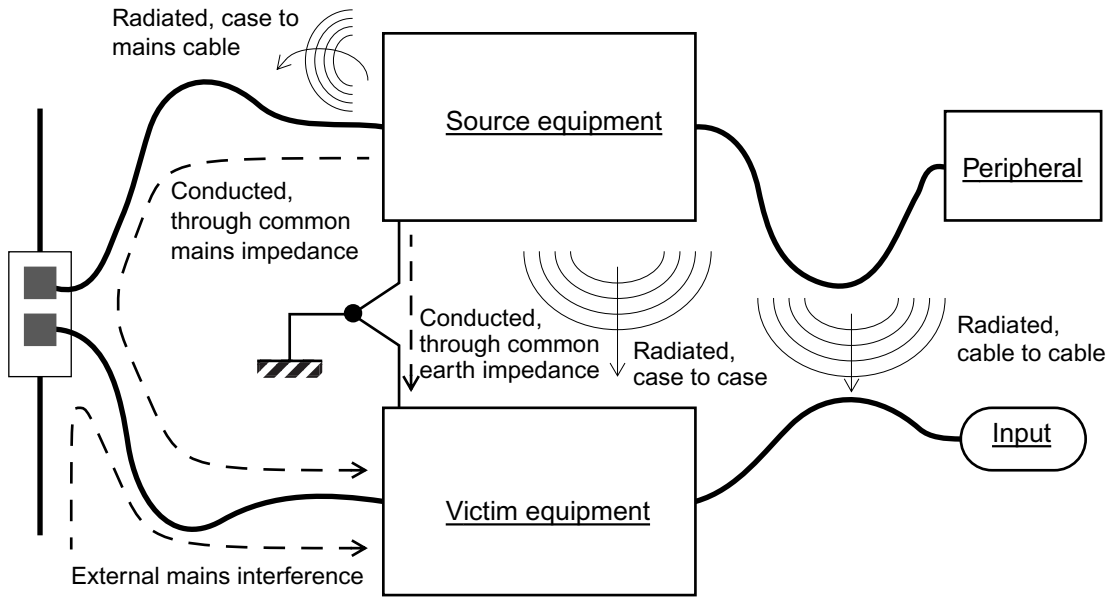 Radiated, case to
mains cable
Source equipment
Peripheral
Conducted,
through common
mains impedance
Conducted,
through common
earth impedance
Radiated,
case to case
Radiated,
cable to cable
Input
Victim equipment
External mains interference